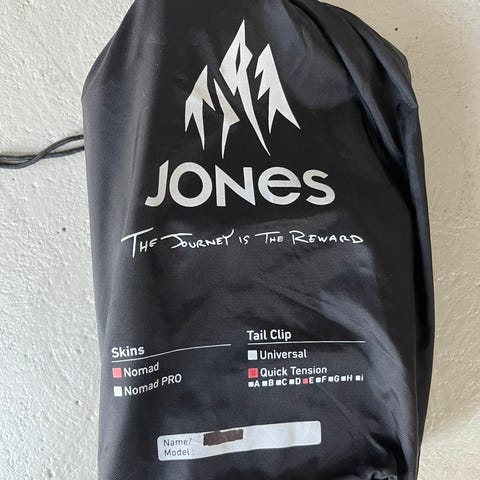 JONES
THE JOURNEY IS THE REWARD
Skins
Nomad
Nomad PRO
Tail Clip
Universal
Quick Tension
A B C D E F G H i
Name/
Model: